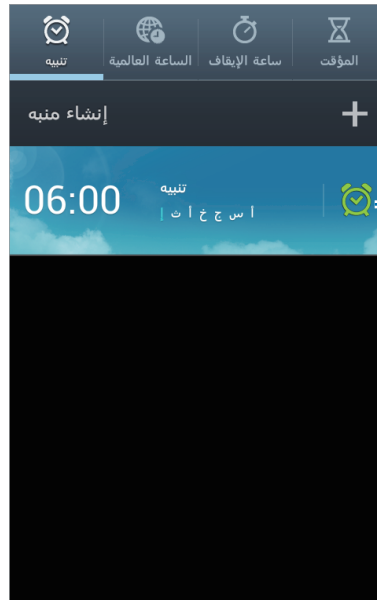 تنبيه
الساعة العالمية
ساعة الإيقاف
المؤقت
إنشاء منبه
06:00
تنبيه
أ س ج خ أ ث إ